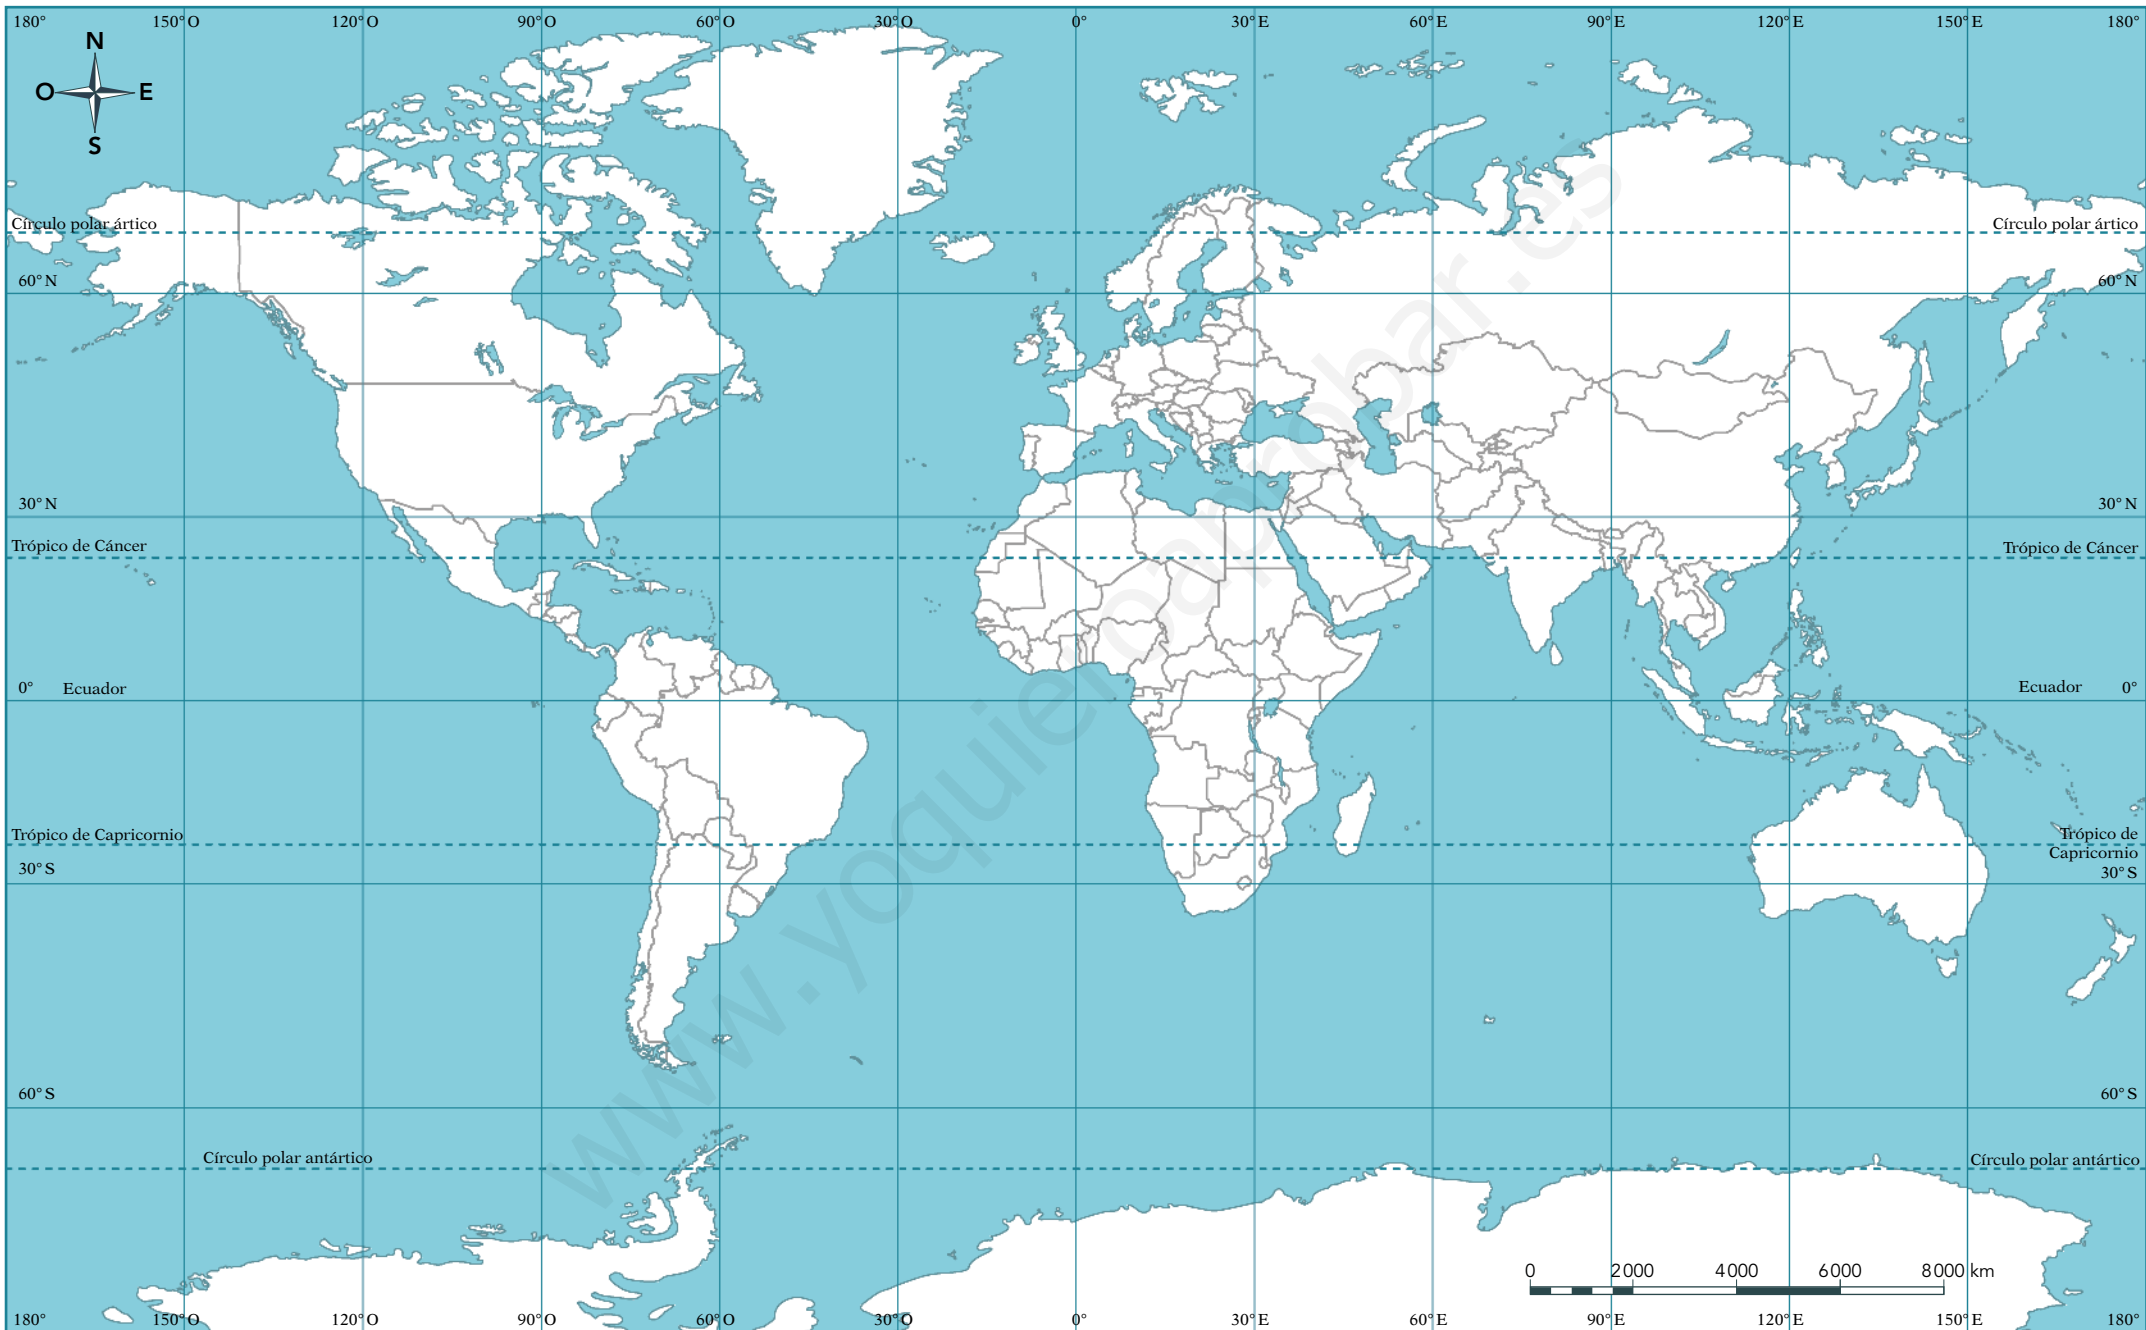 180° 150°O 120°O 90°O 60°O 30°O 0° 30°E 60°E 90°E 120°E 150°E 180°
N
O E
S
Círculo polar ártico Círculo polar ártico
60° N 60° N
30° N 30° N
Trópico de Cáncer Trópico de Cáncer
0° Ecuador Ecuador 0°
Trópico de Capricornio Trópico de
Capricornio
30° S 30° S
60° S 60° S
Círculo polar antártico Círculo polar antártico
0 2000 4000 6000 8000 km
180° 150°O 120°O 90°O 60°O 30°O 0° 30°E 60°E 90°E 120°E 150°E 180°
www.yoquieroaprobar.es